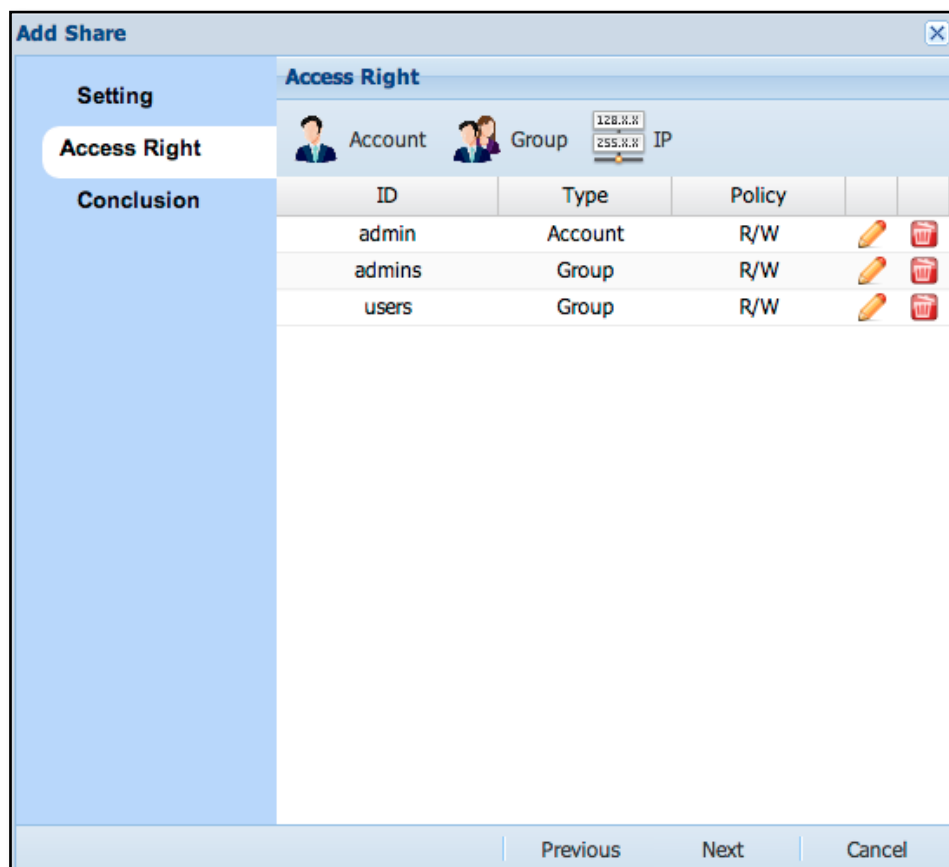 Add Share
Setting
Access Right
Conclusion
Access Right
Account Group 128.X.X 255.X.X IP
ID Type Policy
admin Account R/W
admins Group R/W
users Group R/W
Previous Next Cancel